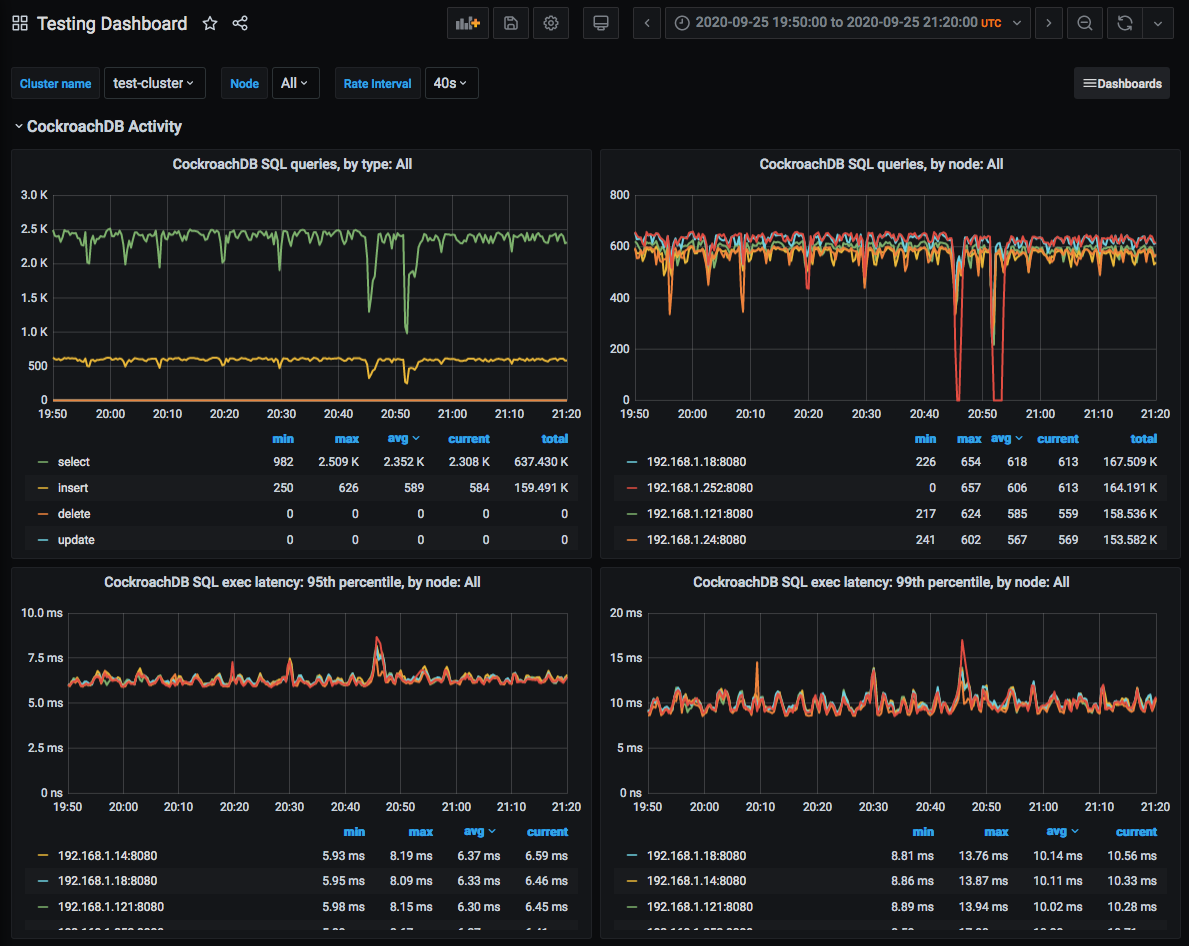 Testing Dashboard 2020-09-25 19:50:00 to 2020-09-25 21:20:00 UTC
Cluster name test-cluster Node All Rate Interval 40s Dashboards
CockroachDB Activity
CockroachDB SQL queries, by type: All
3.0 K
2.5 K
2.0 K
1.5 K
1.0 K
500
0
19:50 20:00 20:10 20:20 20:30 20:40 20:50 21:00 21:10 21:20
min max avg current total
select 982 2.509 K 2.352 K 2.308 K 637.430 K
insert 250 626 589 584 159.491 K
delete 0 0 0 0 0
update 0 0 0 0 0
CockroachDB SQL queries, by node: All
800
600
400
200
0
19:50 20:00 20:10 20:20 20:30 20:40 20:50 21:00 21:10 21:20
min max avg current total
192.168.1.18:8080 226 654 618 613 167.509 K
192.168.1.252:8080 0 657 606 613 164.191 K
192.168.1.121:8080 217 624 585 559 158.536 K
192.168.1.24:8080 241 602 567 569 153.582 K
CockroachDB SQL exec latency: 95th percentile, by node: All
10.0 ms
7.5 ms
5.0 ms
2.5 ms
0 ns
19:50 20:00 20:10 20:20 20:30 20:40 20:50 21:00 21:10 21:20
min max avg current
192.168.1.14:8080 5.93 ms 8.19 ms 6.37 ms 6.59 ms
192.168.1.18:8080 5.95 ms 8.09 ms 6.33 ms 6.46 ms
192.168.1.121:8080 5.98 ms 8.15 ms 6.30 ms 6.45 ms
CockroachDB SQL exec latency: 99th percentile, by node: All
20 ms
15 ms
10 ms
5 ms
0 ns
19:50 20:00 20:10 20:20 20:30 20:40 20:50 21:00 21:10 21:20
min max avg current
192.168.1.18:8080 8.81 ms 13.76 ms 10.14 ms 10.56 ms
192.168.1.14:8080 8.86 ms 13.87 ms 10.11 ms 10.33 ms
192.168.1.121:8080 8.89 ms 13.94 ms 10.02 ms 10.28 ms